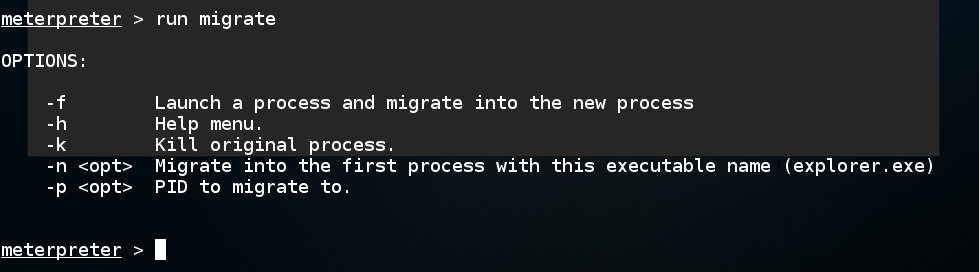 meterpreter > run migrate
OPTIONS:
-f Launch a process and migrate into the new process
-h Help menu.
-k Kill original process.
-n <opt> Migrate into the first process with this executable name (explorer.exe)
-p <opt> PID to migrate to.
meterpreter >